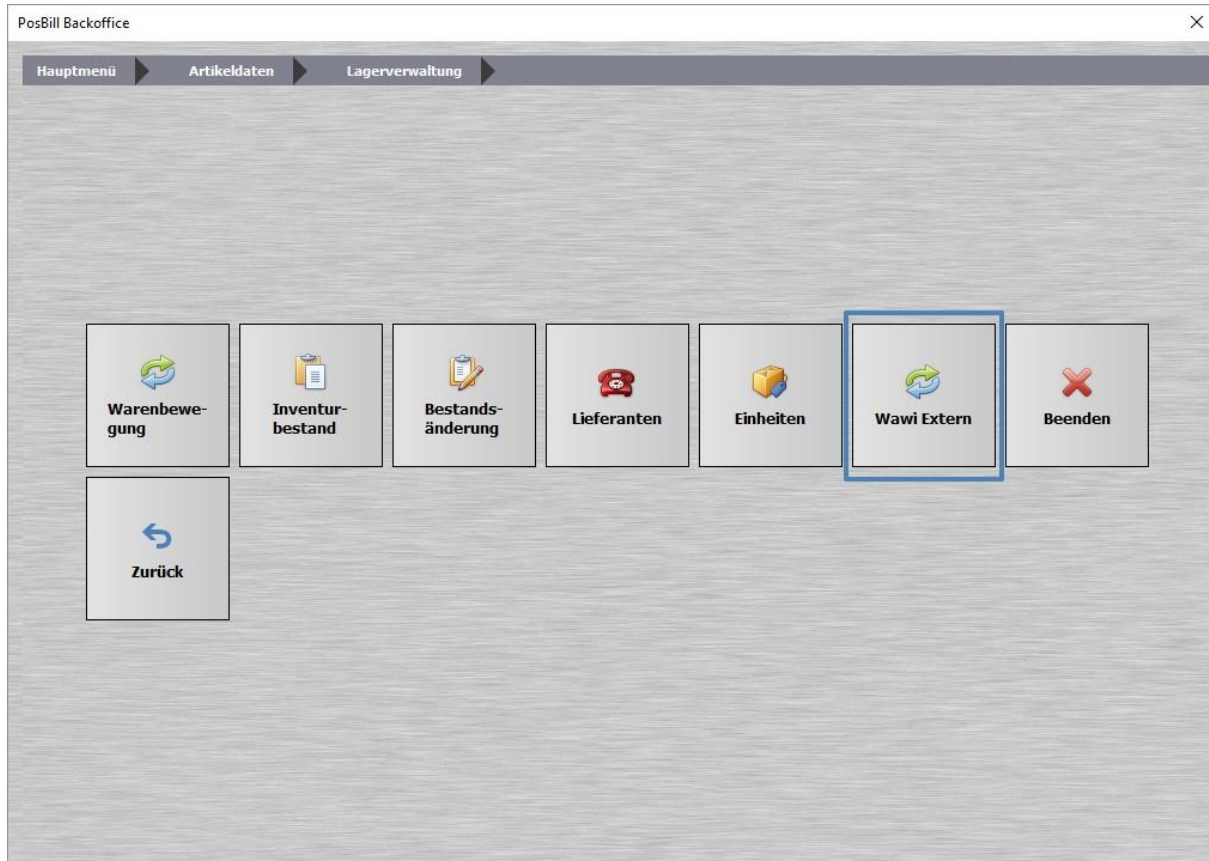 PosBill Backoffice
Hauptmenü Artikeldaten Lagerverwaltung
Warenbewe-
gung
Inventur-
bestand
Bestands-
änderung
Lieferanten
Einheiten
Wawi Extern
Beenden
Zurück